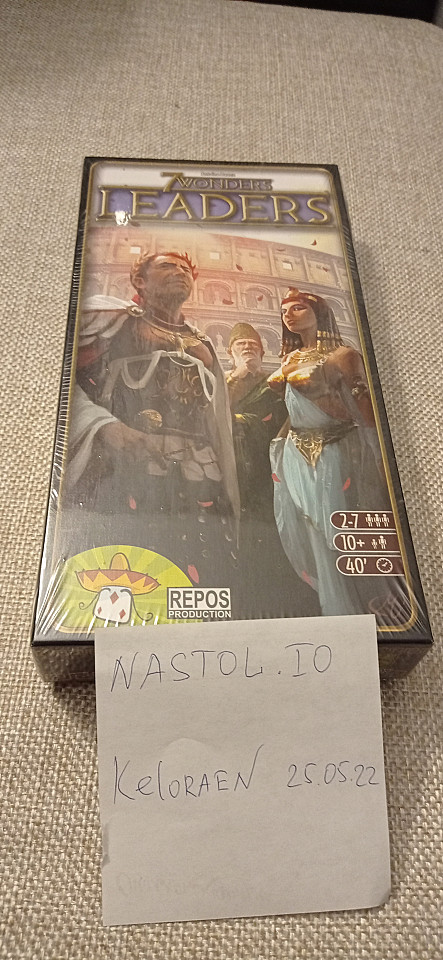 7 WONDERS
LEADERS
2-7
10+
40'
REPOS
PRODUCTION
NASTOL.IO
KeloRAEN 25.05.22